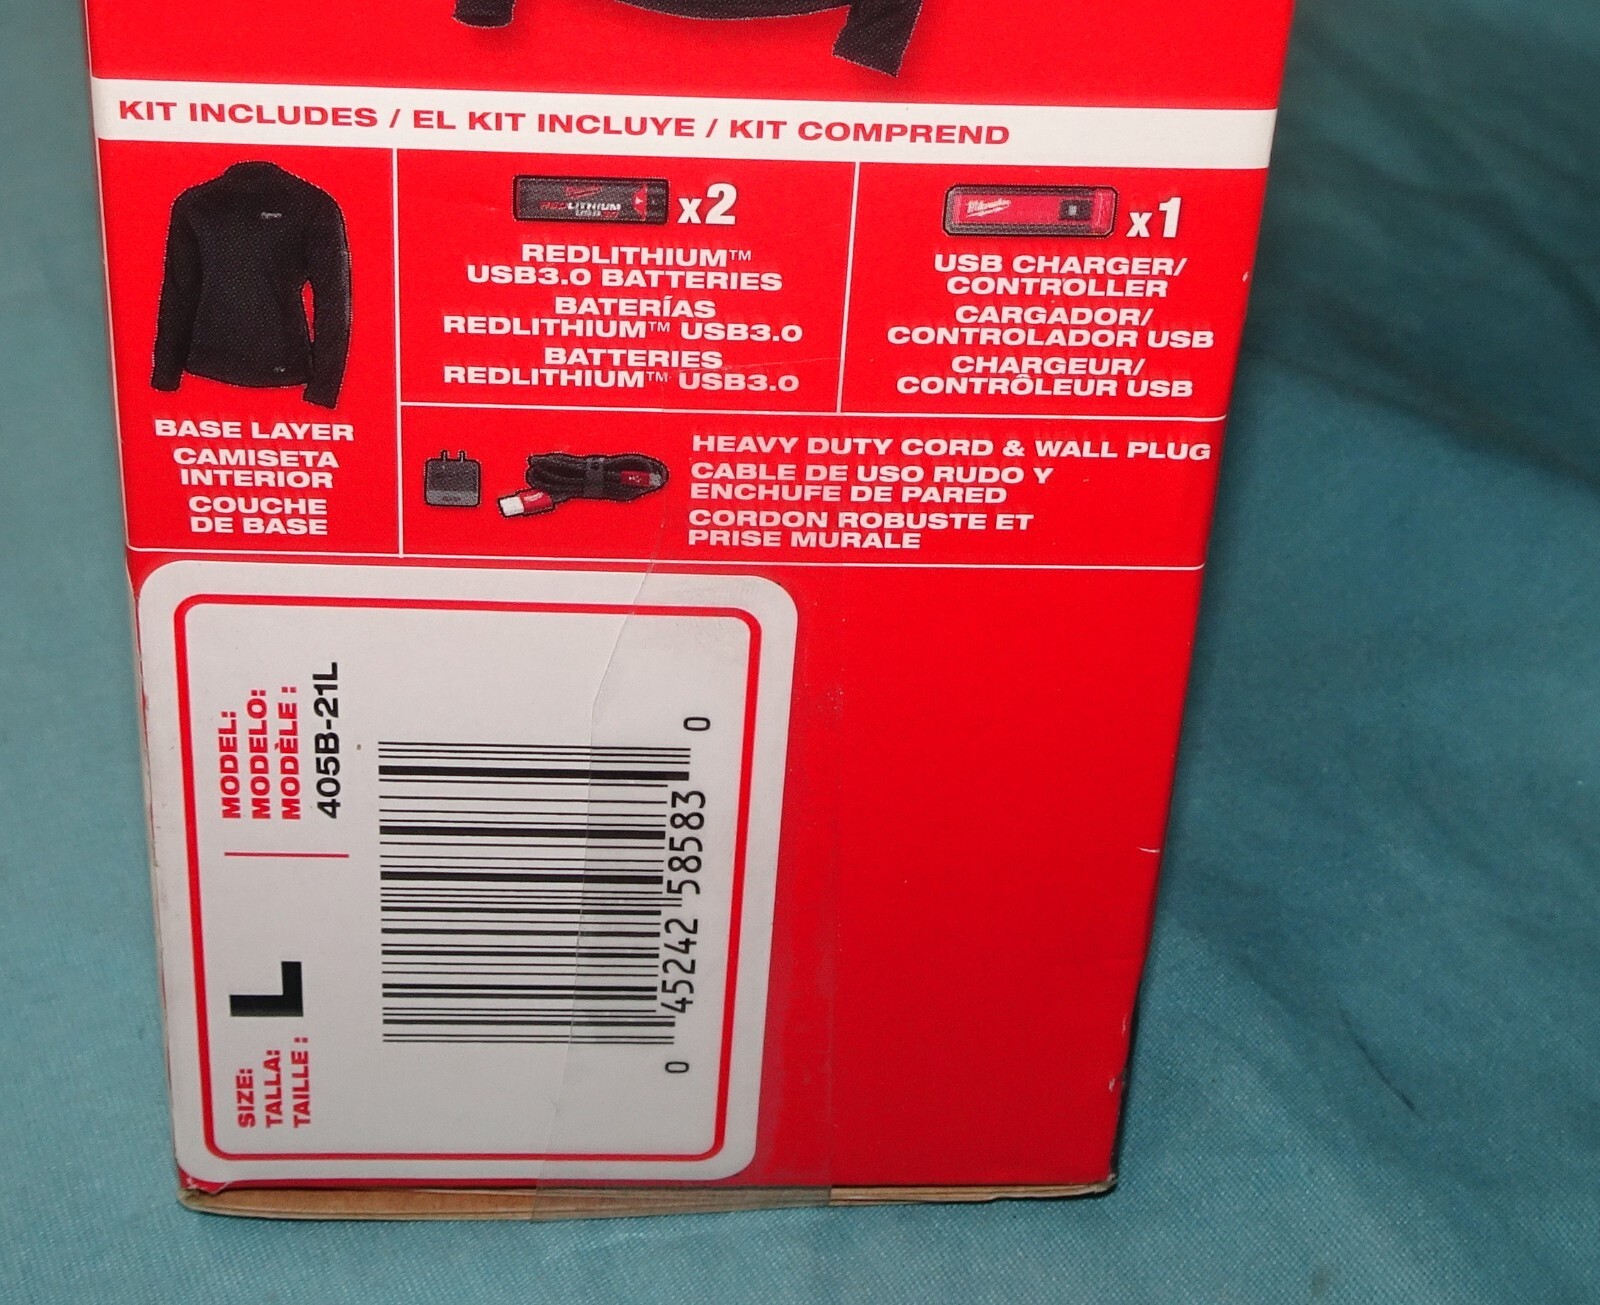 KIT INCLUDES / EL KIT INCLUYE / KIT COMPREND
BASE LAYER
CAMISETA
INTERIOR
COUCHE
DE BASE
REDLITHIUM
USB
x2
REDLITHIUM™
USB3.0 BATTERIES
BATERÍAS
REDLITHIUM™ USB3.0
BATTERIES
REDLITHIUM™ USB3.0
Milwaukee
x1
USB CHARGER/
CONTROLLER
CARGADOR/
CONTROLADOR USB
CHARGEUR/
CONTRÔLEUR USB
HEAVY DUTY CORD & WALL PLUG
CABLE DE USO RUDO Y
ENCHUFE DE PARED
CORDON ROBUSTE ET
PRISE MURALE
SIZE:
TALLA:
TAILLE :
L
MODEL:
MODELO:
MODÈLE :
405B-21L
0 45242 58583 0